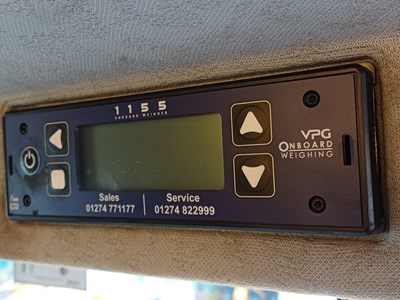 1155
ONBOARD WEIGHER
VPG
ONBOARD
WEIGHING
Sales
01274 771177
Service
01274 822999